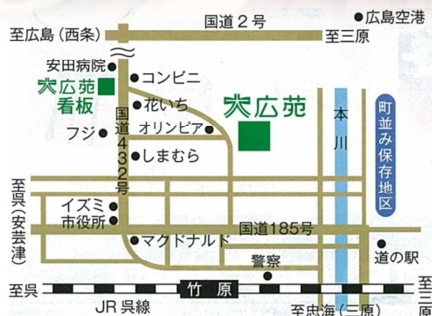 国道2号
広島空港
至広島（西条）
至三原
安田病院
コンビニ
大広苑
看板
花いち
大広苑
オリンピア
フジ
国道432号
しまむら
本川
町並み保存地区
至呉（安芸津）
イズミ
市役所
国道185号
マクドナルド
道の駅
警察
至呉
竹原
JR呉線
至忠海（三原）
至三原